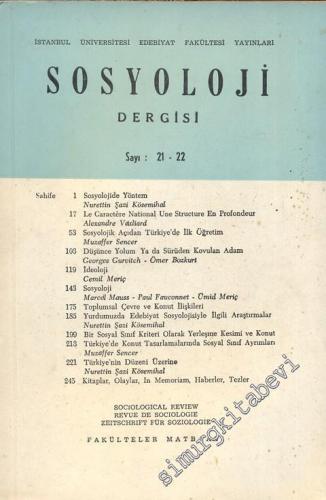 İSTANBUL ÜNİVERSİTESİ EDEBİYAT FAKÜLTESİ YAYINLARI
SOSYOLOJİ
DERGİSİ
Sayı : 21 - 22
Sahife 1 Sosyolojide Yöntem
Nurettin Şazi Kösemihal
17 Le Caractère National Une Structure En Profondeur
Alexandre Vexliard
53 Sosyolojik Açıdan Türkiye'de İlk Öğretim
Muzaffer Sencer
103 Düşünce Yolum Ya da Sürüden Kovulan Adam
Georges Gurvitch - Ömer Bozkurt
119 Ideoloji
Cemil Meriç
143 Sosyoloji
Marcel Mauss - Paul Fauconnet - Ümid Meriç
175 Toplumsal Çevre ve Konut İlişkileri
185 Yurdumuzda Edebiyat Sosyolojisiyle İlgili Araştırmalar
Nurettin Şazi Kösemihal
199 Bir Sosyal Sınıf Kriteri Olarak Yerleşme Kesimi ve Konut
213 Türkiye'de Konut Tasarlamalarında Sosyal Sınıf Ayrımları
Muzaffer Sencer
221 Türkiye'nin Düzeni Üzerine
Nurettin Şazi Kösemihal
245 Kitaplar, Olaylar, In Memoriam, Haberler, Tezler
SOCIOLOGICAL REVIEW
REVUE DE SOCIOLOGIE
ZEITSCHRIFT FÜR SOZIOLOGIE
FAKÜLTELER MATB
simurgkitabevi